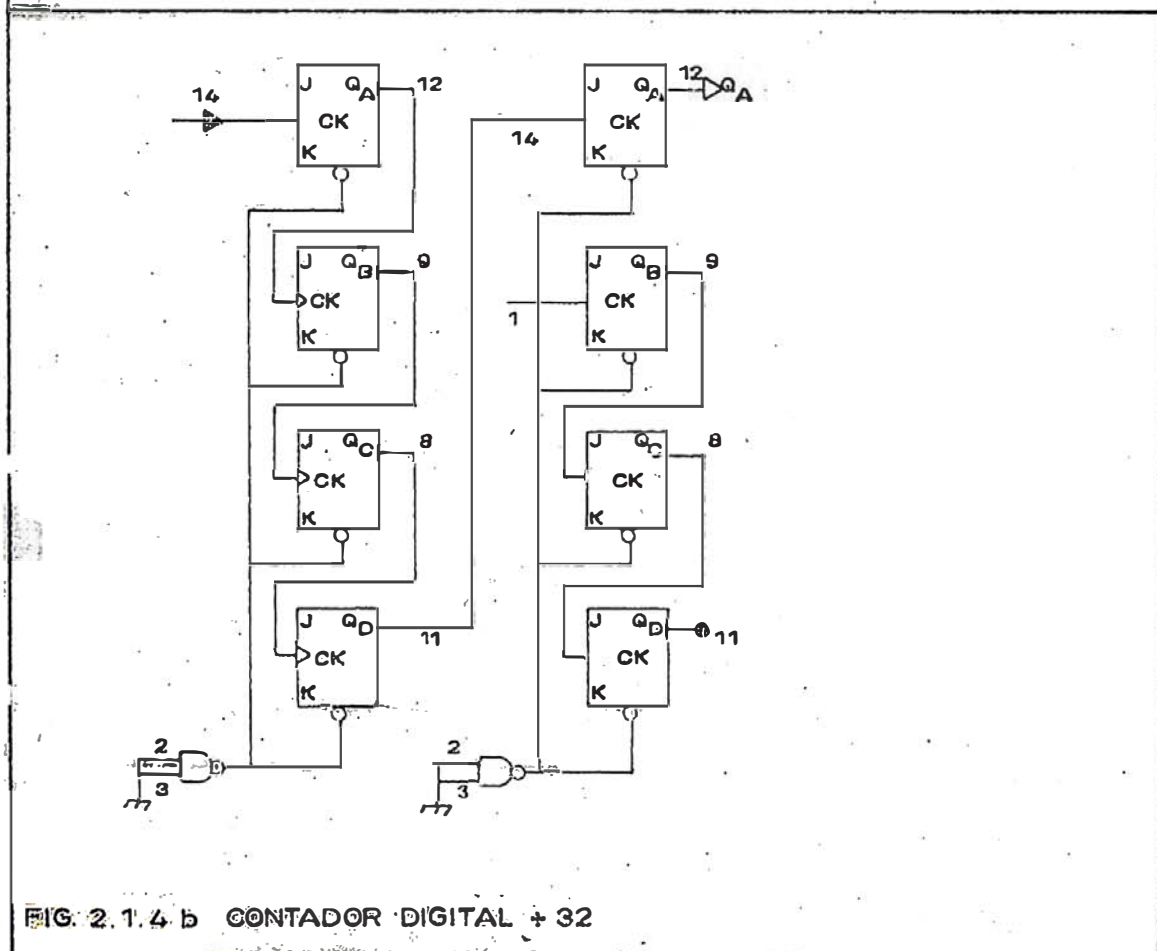 14
J QA 12
CK
K
J QB 9
CK
K
J QC 8
CK
K
J QD
11
CK
K
2
3
14
J QA 12 QA
CK
K
J QB 9
1
CK
K
J QC 8
CK
K
J QD 11
CK
K
2
3
FIG. 2.1.4 b CONTADOR DIGITAL ÷ 32